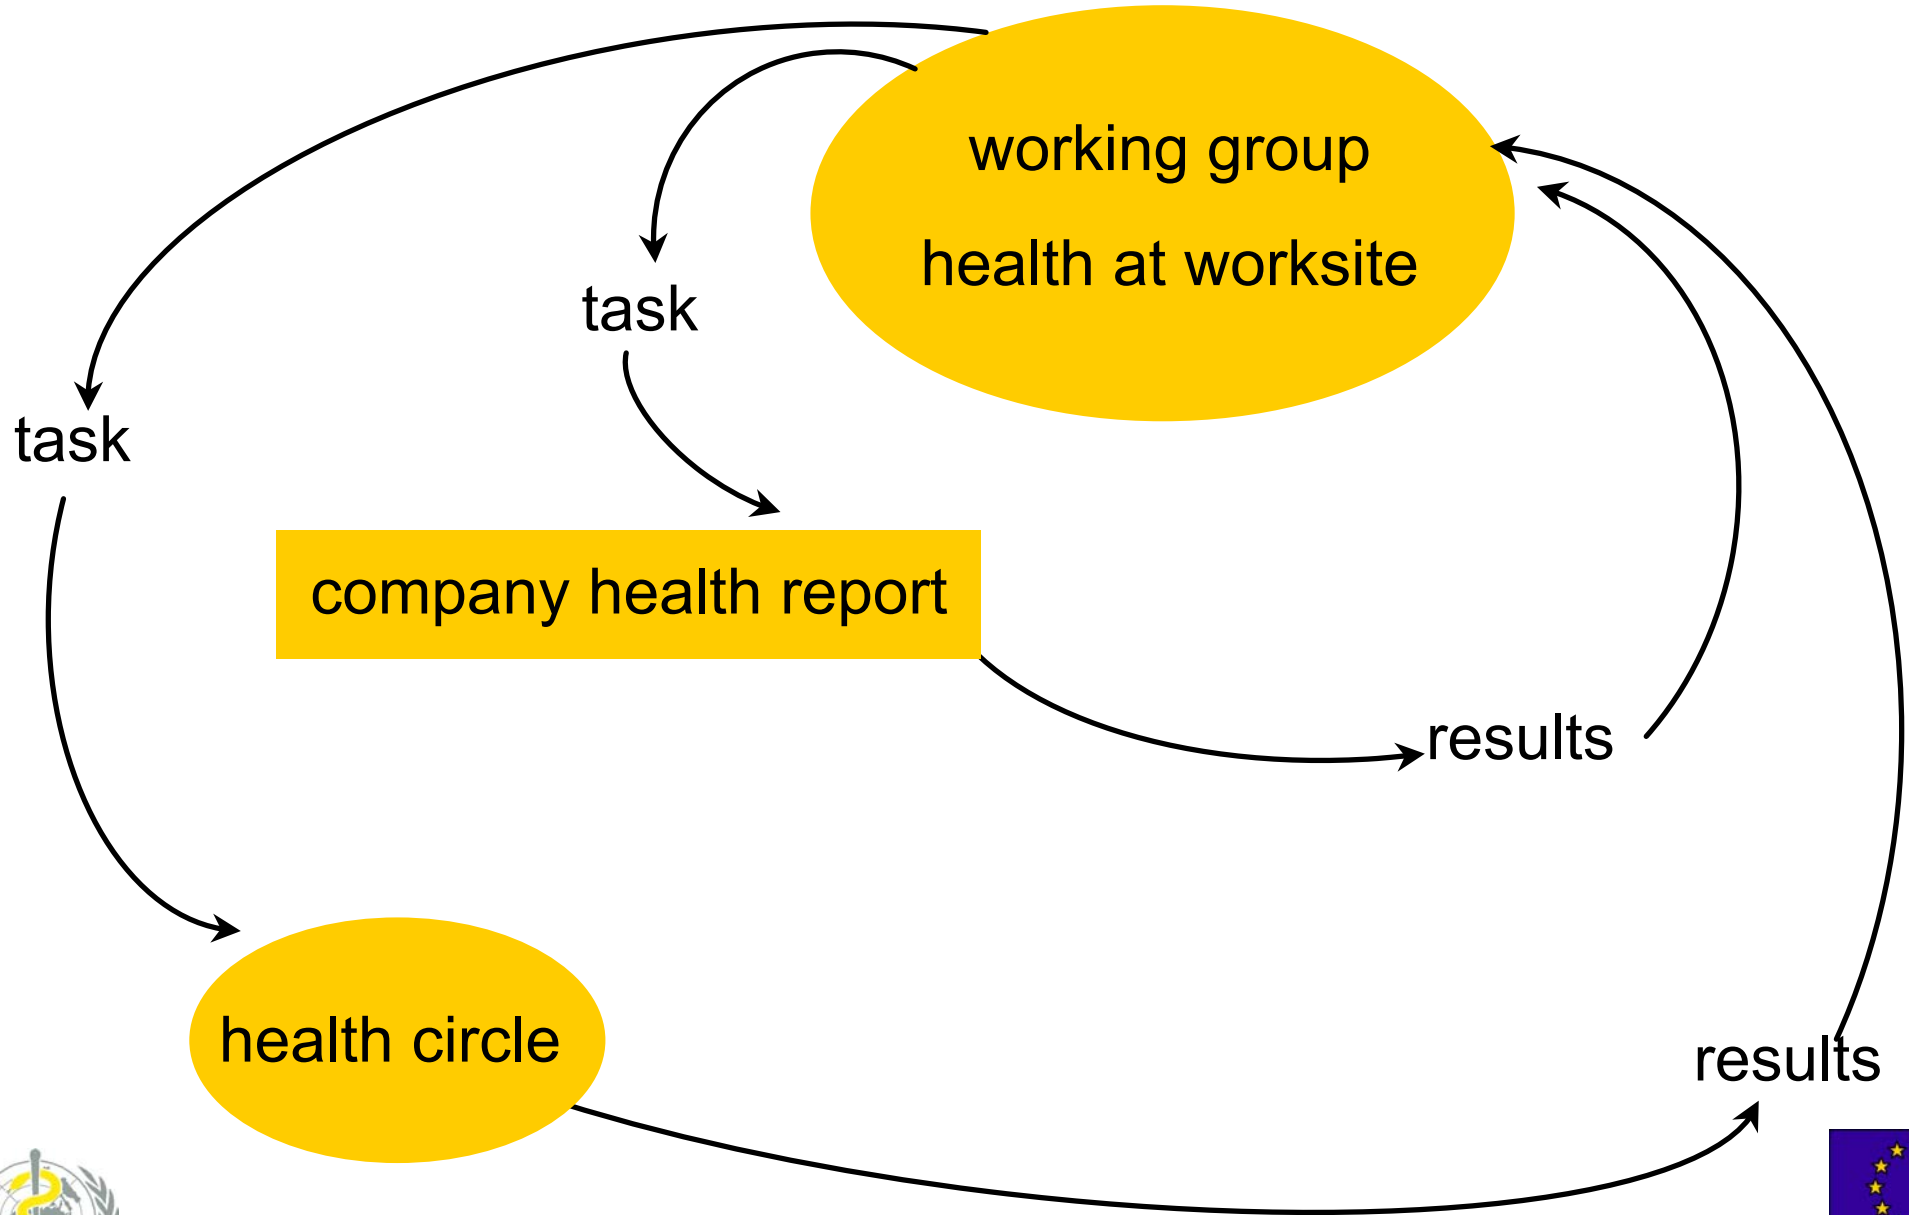 working group
health at worksite
task
task
company health report
results
health circle
results